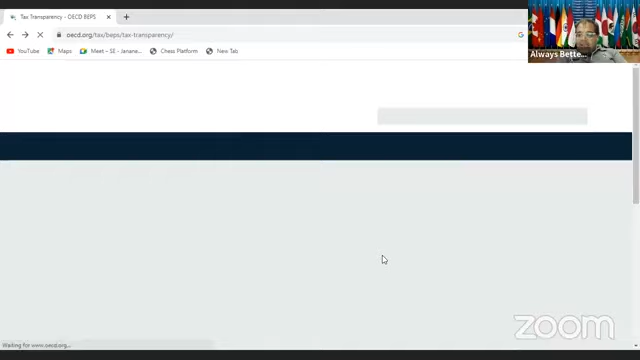 Tax Transparency - OECD BEPS
oecd.org/tax/beps/tax-transparency/
YouTube
Maps
Meet – SE - Janane...
Chess Platform
New Tab
Always Bette...
Waiting for www.oecd.org...
zoom